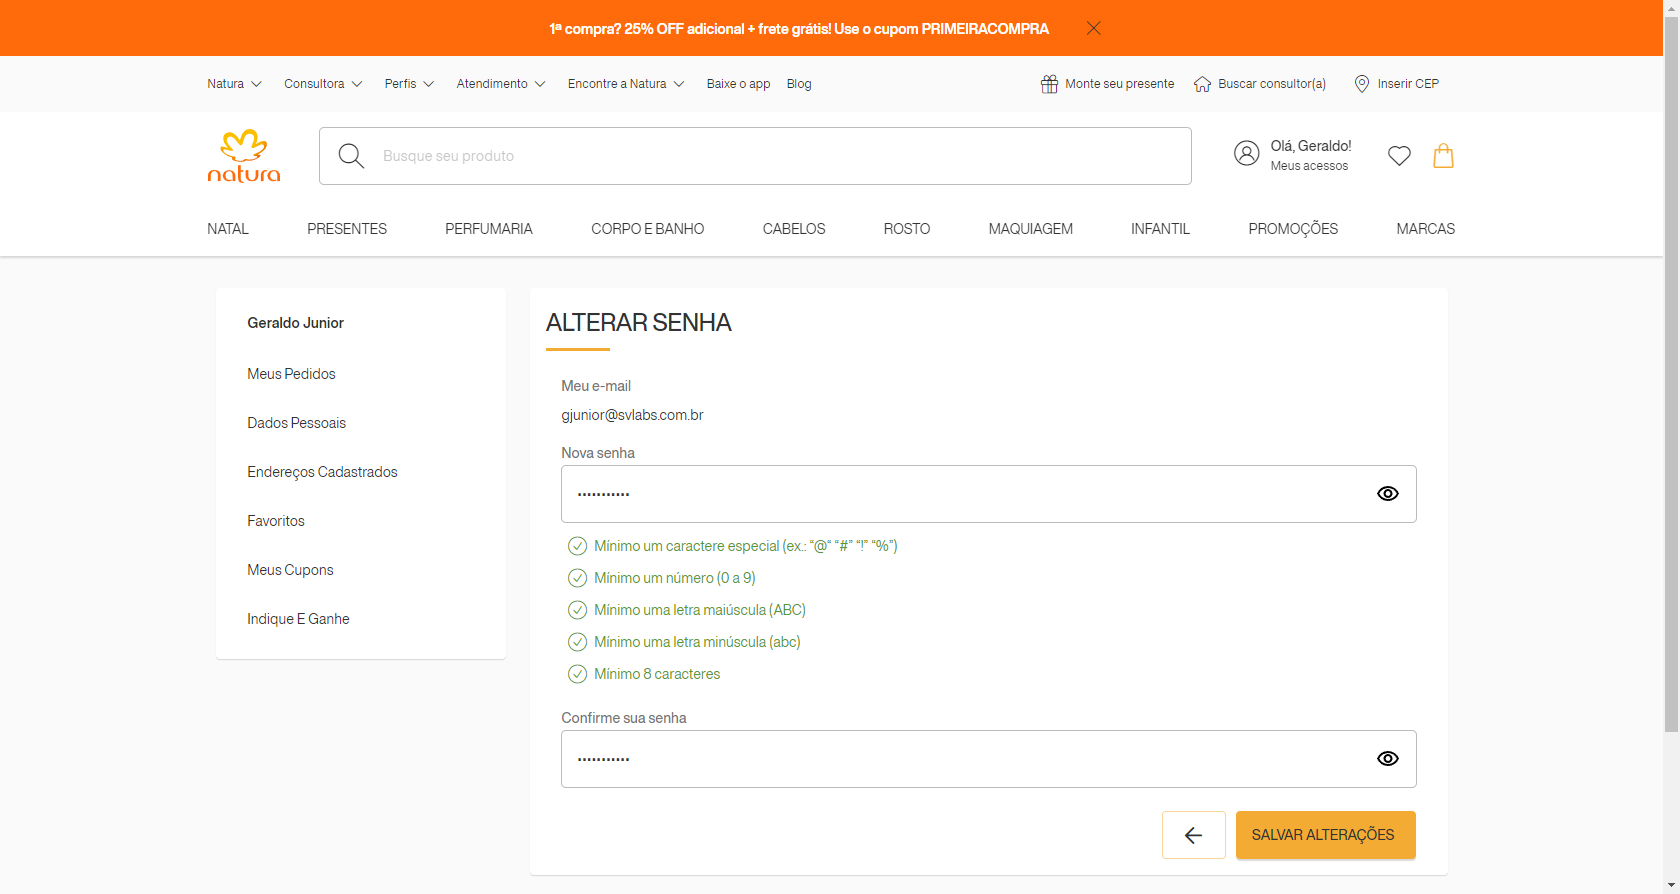 1ª compra? 25% OFF adicional + frete grátis! Use o cupom PRIMEIRACOMPRA
Natura Consultora Perfis Atendimento Encontre a Natura Baixe o app Blog Monte seu presente Buscar consultor(a) Inserir CEP
natura
Busque seu produto
Olá, Geraldo!
Meus acessos
NATAL PRESENTES PERFUMARIA CORPO E BANHO CABELOS ROSTO MAQUIAGEM INFANTIL PROMOÇÕES MARCAS
Geraldo Junior
Meus Pedidos
Dados Pessoais
Endereços Cadastrados
Favoritos
Meus Cupons
Indique E Ganhe
ALTERAR SENHA
Meu e-mail
gjunior@svlabs.com.br
Nova senha
•••••••••••
Mínimo um caractere especial (ex.: “@“ “#” “!” “%”)
Mínimo um número (0 a 9)
Mínimo uma letra maiúscula (ABC)
Mínimo uma letra minúscula (abc)
Mínimo 8 caracteres
Confirme sua senha
•••••••••••
SALVAR ALTERAÇÕES